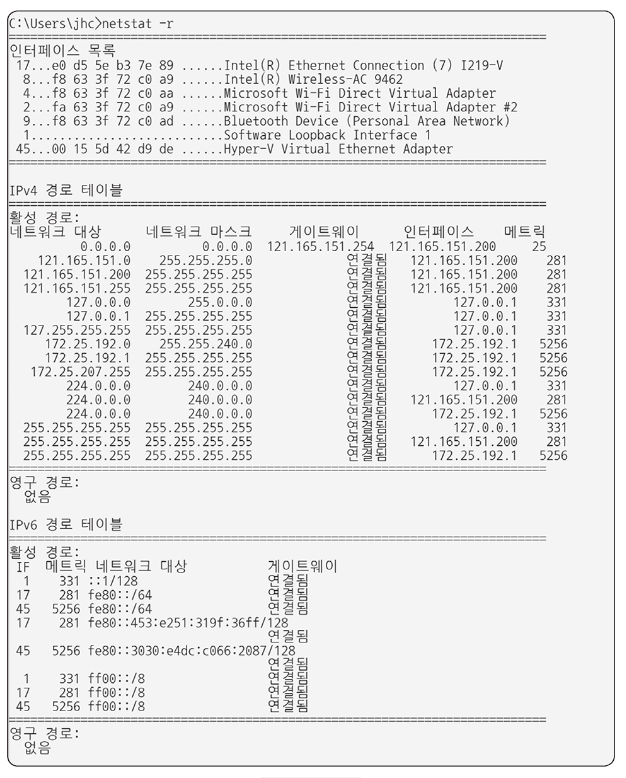 C:\Users\jhc>netstat -r
===========================================================================
인터페이스 목록
 17...e0 d5 5e b3 7e 89 ......Intel(R) Ethernet Connection (7) I219-V
  8...f8 63 3f 72 c0 a9 ......Intel(R) Wireless-AC 9462
  4...f8 63 3f 72 c0 aa ......Microsoft Wi-Fi Direct Virtual Adapter
  2...fa 63 3f 72 c0 a9 ......Microsoft Wi-Fi Direct Virtual Adapter #2
  9...f8 63 3f 72 c0 ad ......Bluetooth Device (Personal Area Network)
  1...........................Software Loopback Interface 1
 45...00 15 5d 42 d9 de ......Hyper-V Virtual Ethernet Adapter
===========================================================================
IPv4 경로 테이블
===========================================================================
활성 경로:
네트워크 대상 네트워크 마스크 게이트웨이 인터페이스 메트릭
0.0.0.0 0.0.0.0 121.165.151.254 121.165.151.200 25
121.165.151.0 255.255.255.0 연결됨 121.165.151.200 281
121.165.151.200 255.255.255.255 연결됨 121.165.151.200 281
121.165.151.255 255.255.255.255 연결됨 121.165.151.200 281
127.0.0.0 255.0.0.0 연결됨 127.0.0.1 331
127.0.0.1 255.255.255.255 연결됨 127.0.0.1 331
127.255.255.255 255.255.255.255 연결됨 127.0.0.1 331
172.25.192.0 255.255.240.0 연결됨 172.25.192.1 5256
172.25.192.1 255.255.255.255 연결됨 172.25.192.1 5256
172.25.207.255 255.255.255.255 연결됨 172.25.192.1 5256
224.0.0.0 240.0.0.0 연결됨 127.0.0.1 331
224.0.0.0 240.0.0.0 연결됨 121.165.151.200 281
224.0.0.0 240.0.0.0 연결됨 172.25.192.1 5256
255.255.255.255 255.255.255.255 연결됨 127.0.0.1 331
255.255.255.255 255.255.255.255 연결됨 121.165.151.200 281
255.255.255.255 255.255.255.255 연결됨 172.25.192.1 5256
===========================================================================
영구 경로:
없음
IPv6 경로 테이블
===========================================================================
활성 경로:
IF 메트릭 네트워크 대상 게이트웨이
1 331 ::1/128 연결됨
17 281 fe80::/64 연결됨
45 5256 fe80::/64 연결됨
17 281 fe80::453:e251:319f:36ff/128
연결됨
45 5256 fe80::3030:e4dc:c066:2087/128
연결됨
1 331 ff00::/8 연결됨
17 281 ff00::/8 연결됨
45 5256 ff00::/8 연결됨
===========================================================================
영구 경로:
없음